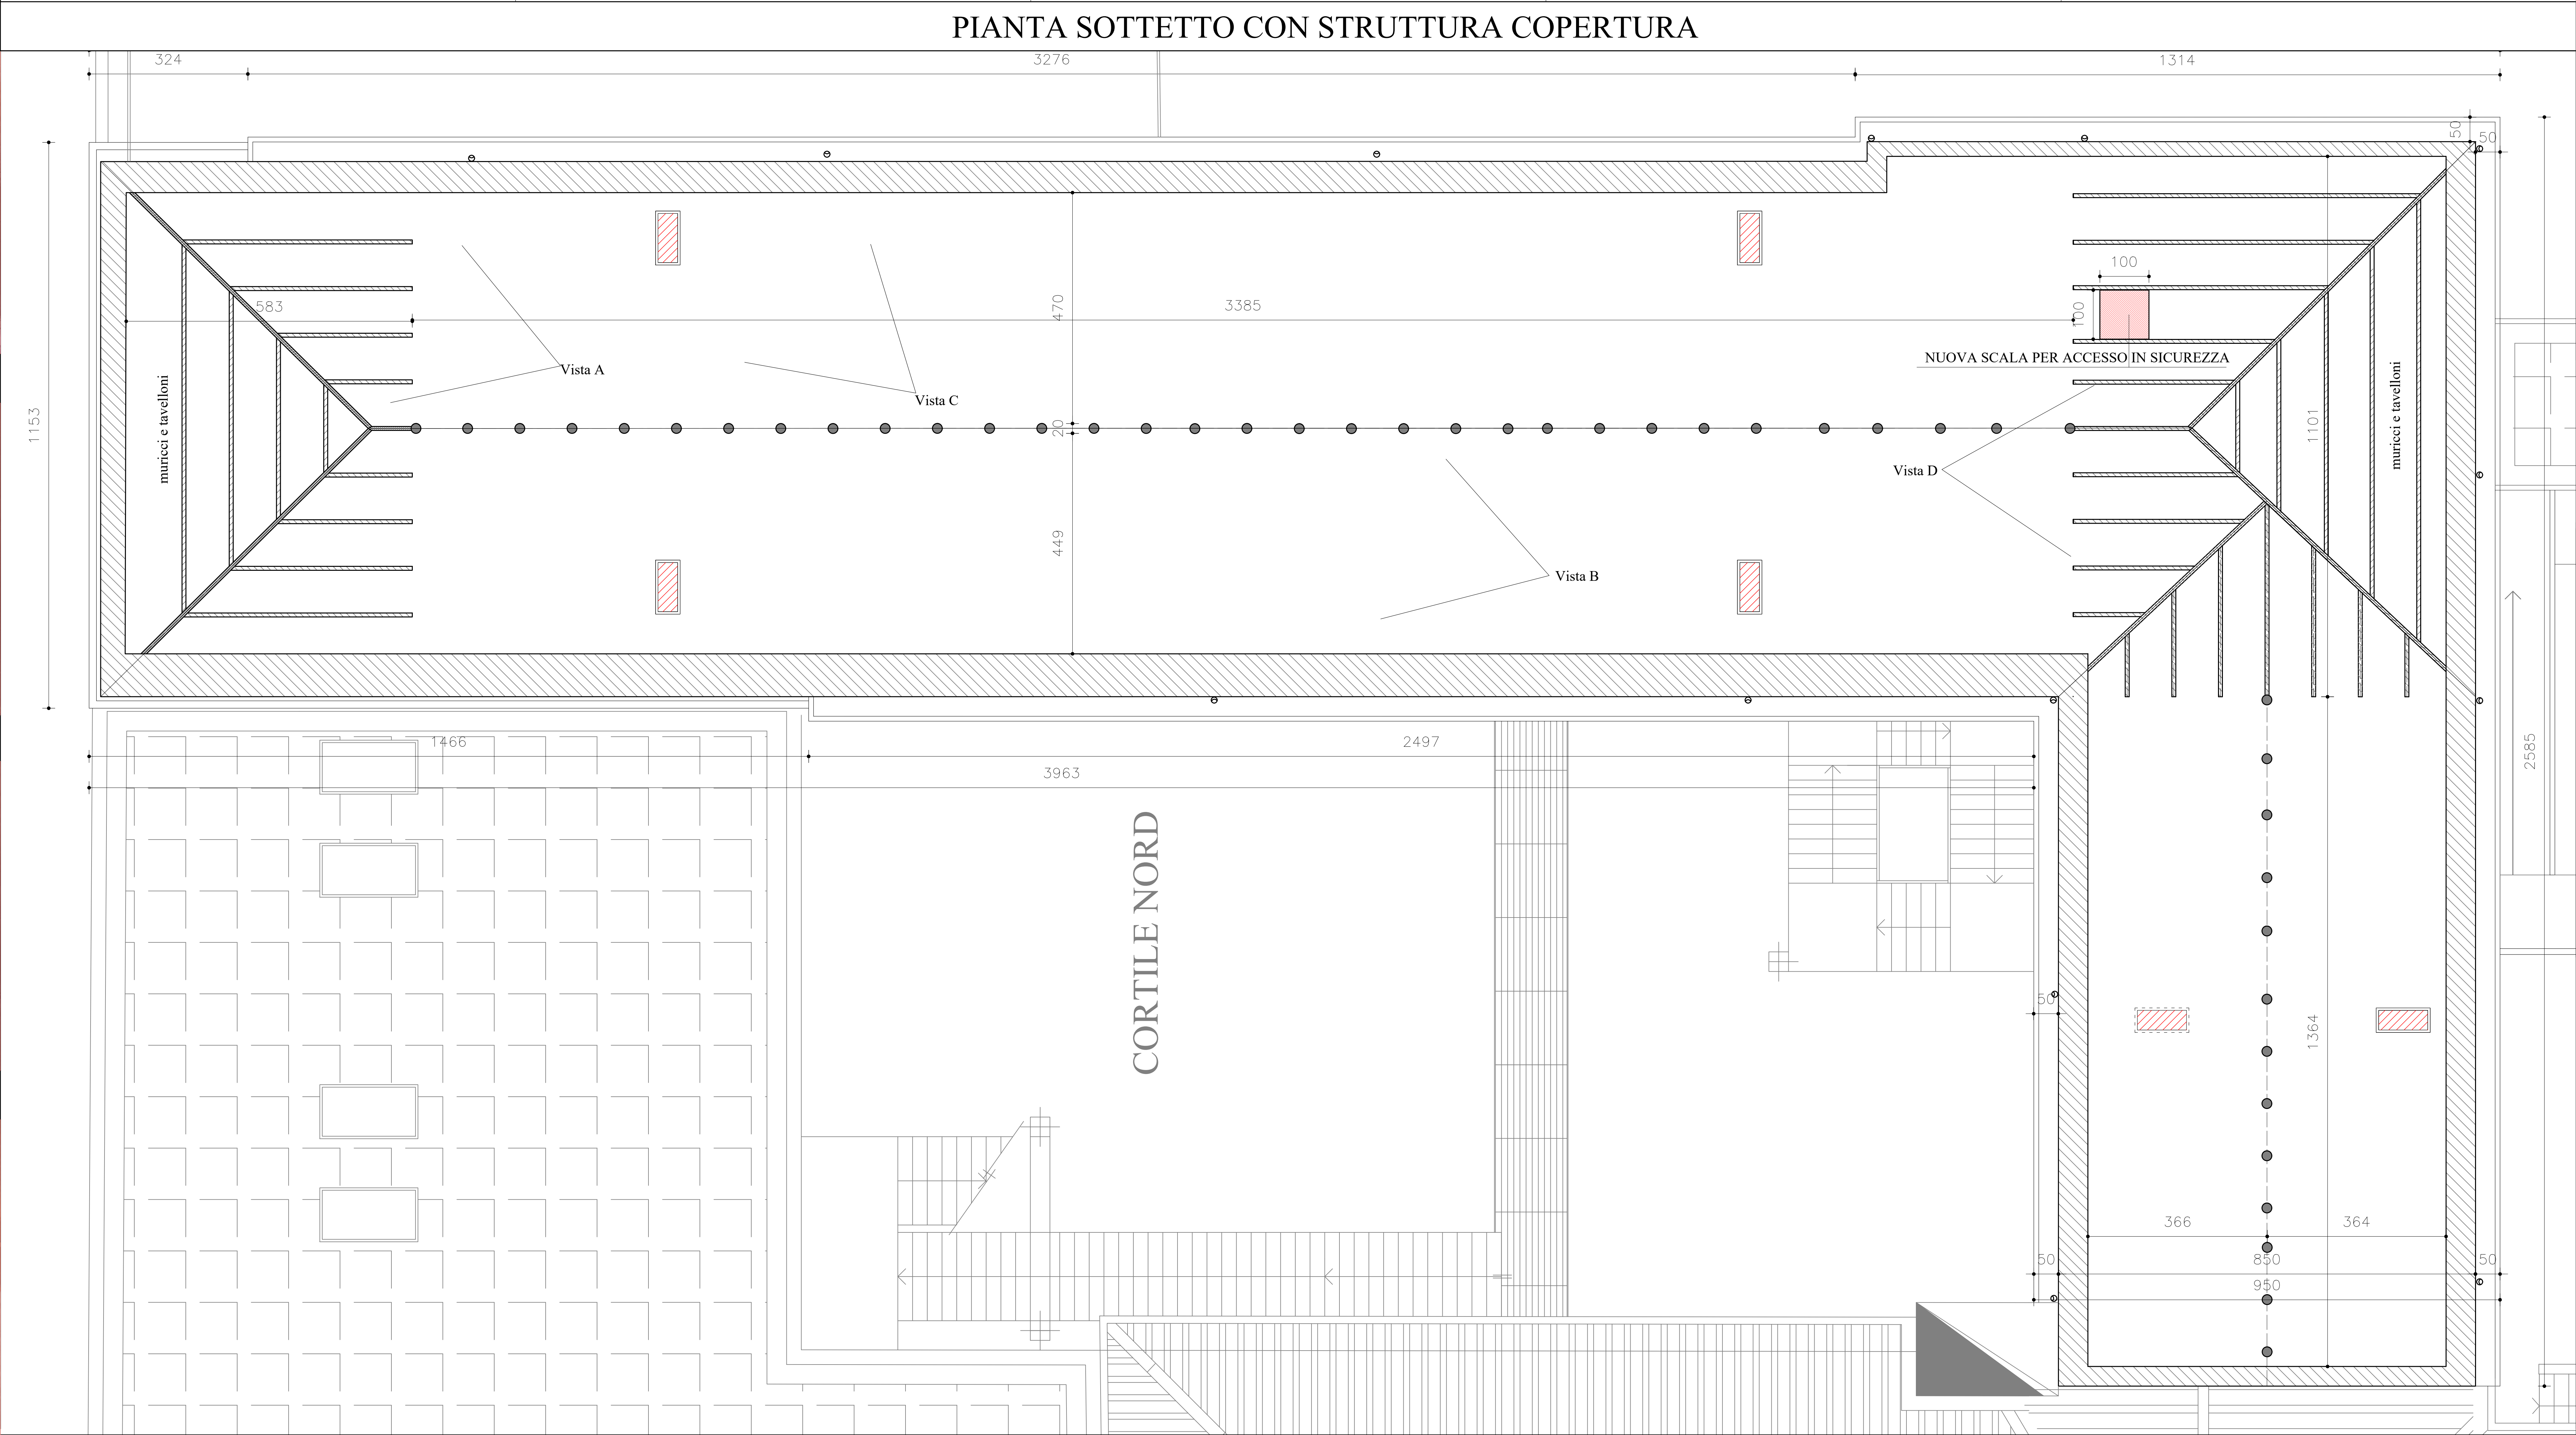 PIANTA SOTTETTO CON STRUTTURA COPERTURA
324
3276
1314
50
50
100
583
3385
470
100
NUOVA SCALA PER ACCESSO IN SICUREZZA
Vista A
Vista C
muricci e tavelloni
muricci e tavelloni
1153
20
1101
Vista D
449
Vista B
1466
2497
3963
2585
CORTILE NORD
50
1364
366
364
50
850
50
950